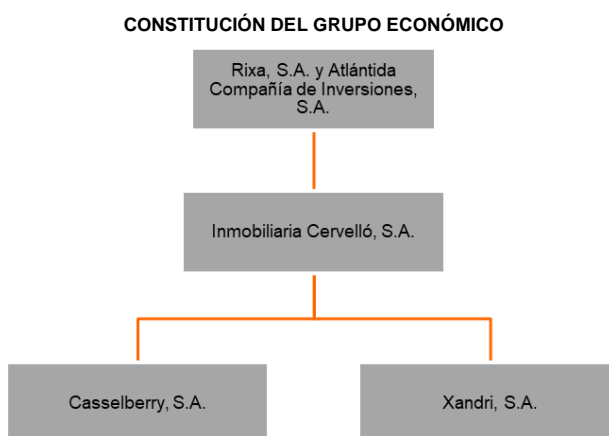 CONSTITUCIÓN DEL GRUPO ECONÓMICO
Rixa, S.A. y Atlántida
Compañía de Inversiones,
S.A.
Inmobiliaria Cervelló, S.A.
Casselberry, S.A.
Xandri, S.A.